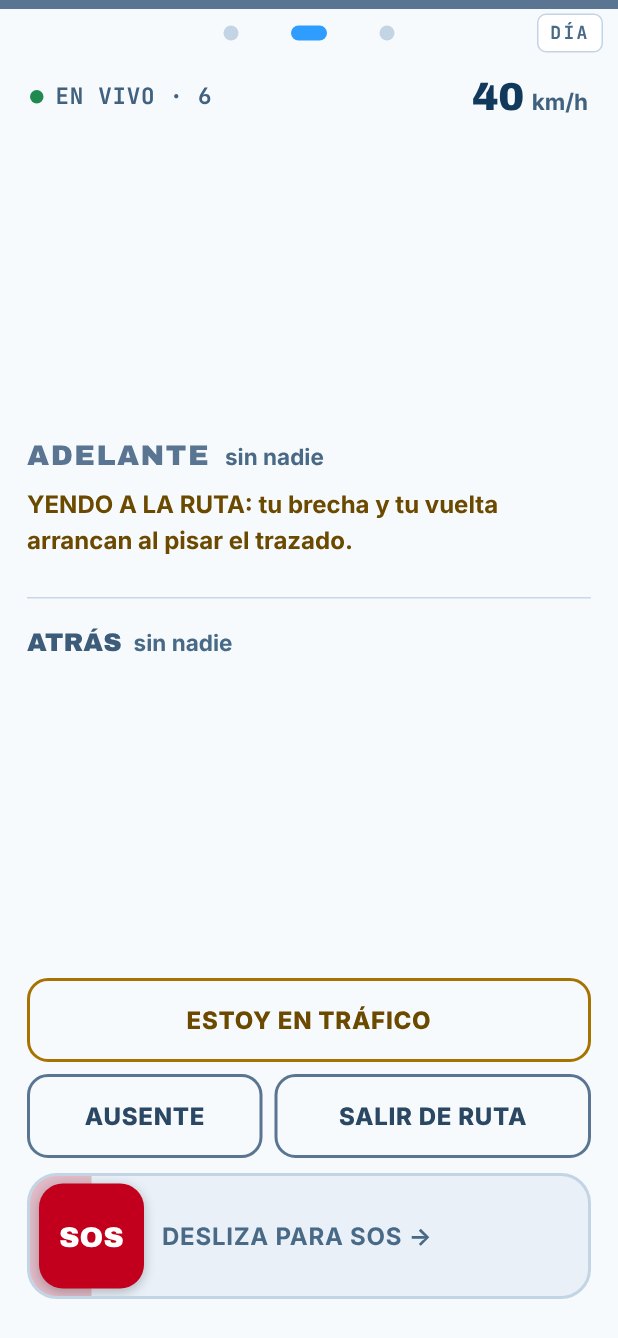 DÍA
EN VIVO · 6
40 km/h
ADELANTE sin nadie
YENDO A LA RUTA: tu brecha y tu vuelta
arrancan al pisar el trazado.
ATRÁS sin nadie
ESTOY EN TRÁFICO
AUSENTE
SALIR DE RUTA
SOS
DESLIZA PARA SOS →